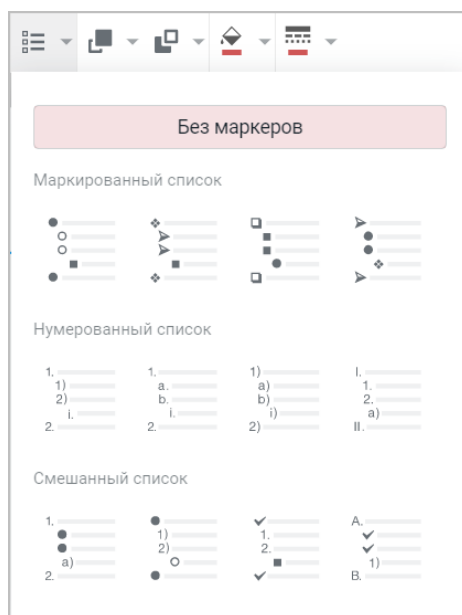 Без маркеров
Маркированный список
Нумерованный список
1. 1. 1) I.
1) a. a) 1.
2) b. b) 2.
i. i. i) a)
2. 2. 2) II.
Смешанный список
1. A.
1) 1.
2) 2.
a) 1)
2. B.